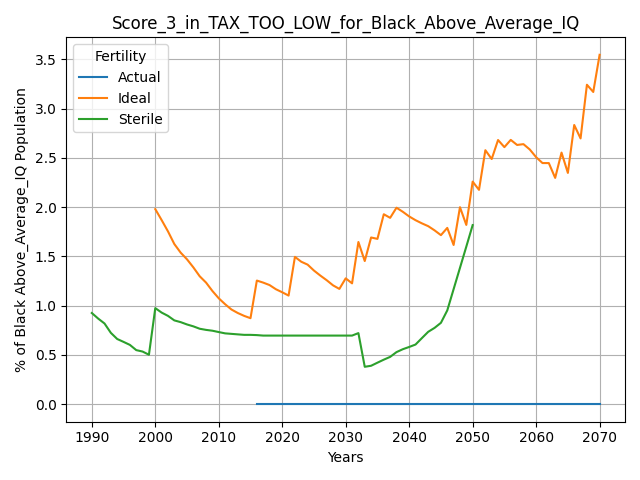 Score_3_in_TAX_TOO_LOW_for_Black_Above_Average_IQ
Fertility
Actual
Ideal
Sterile
% of Black Above_Average_IQ Population
3.5
3.0
2.5
2.0
1.5
1.0
0.5
0.0
1990 2000 2010 2020 2030 2040 2050 2060 2070
Years